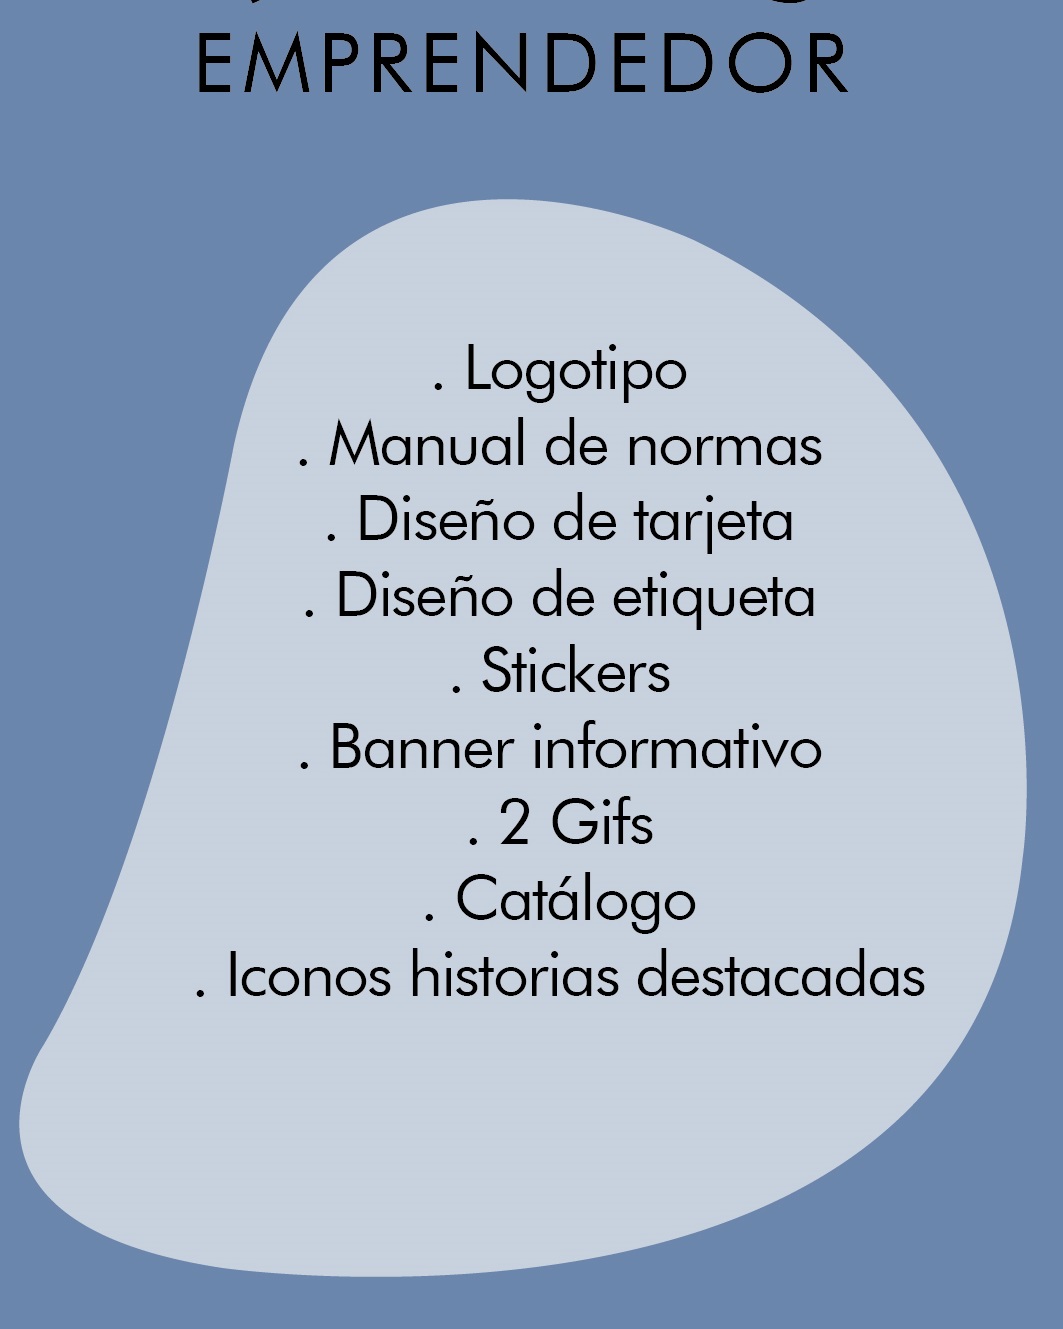 EMPRENDEDOR
. Logotipo
. Manual de normas
. Diseño de tarjeta
. Diseño de etiqueta
. Stickers
. Banner informativo
. 2 Gifs
. Catálogo
. Iconos historias destacadas